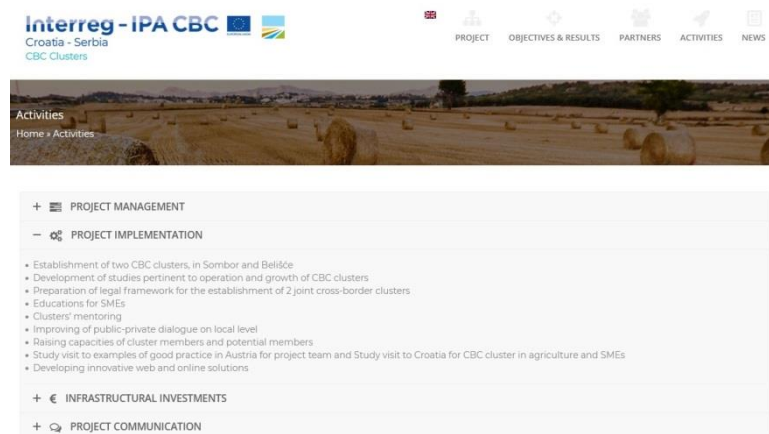 Interreg - IPA CBC
EUROPEAN UNION
Croatia - Serbia
CBC Clusters
PROJECT
OBJECTIVES & RESULTS
PARTNERS
ACTIVITIES
NEWS
Activities
Home » Activities
+ PROJECT MANAGEMENT
− PROJECT IMPLEMENTATION
• Establishment of two CBC clusters, in Sombor and Belišće
• Development of studies pertinent to operation and growth of CBC clusters
• Preparation of legal framework for the establishment of 2 joint cross-border clusters
• Educations for SMEs
• Clusters' mentoring
• Improving of public-private dialogue on local level
• Raising capacities of cluster members and potential members
• Study visit to examples of good practice in Austria for project team and Study visit to Croatia for CBC cluster in agriculture and SMEs
• Developing innovative web and online solutions
+ € INFRASTRUCTURAL INVESTMENTS
+ PROJECT COMMUNICATION